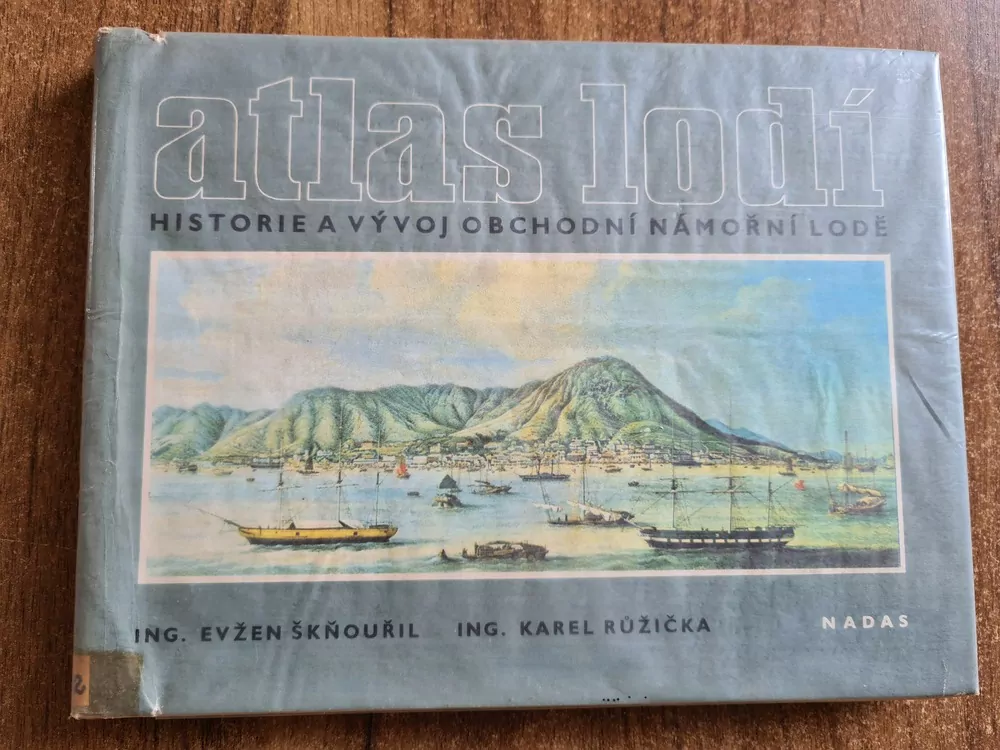 atlas lodí
HISTORIE A VÝVOJ OBCHODNÍ NÁMOŘNÍ LODĚ
ING. EVŽEN ŠKŇOUŘIL ING. KAREL RŮŽIČKA NADAS